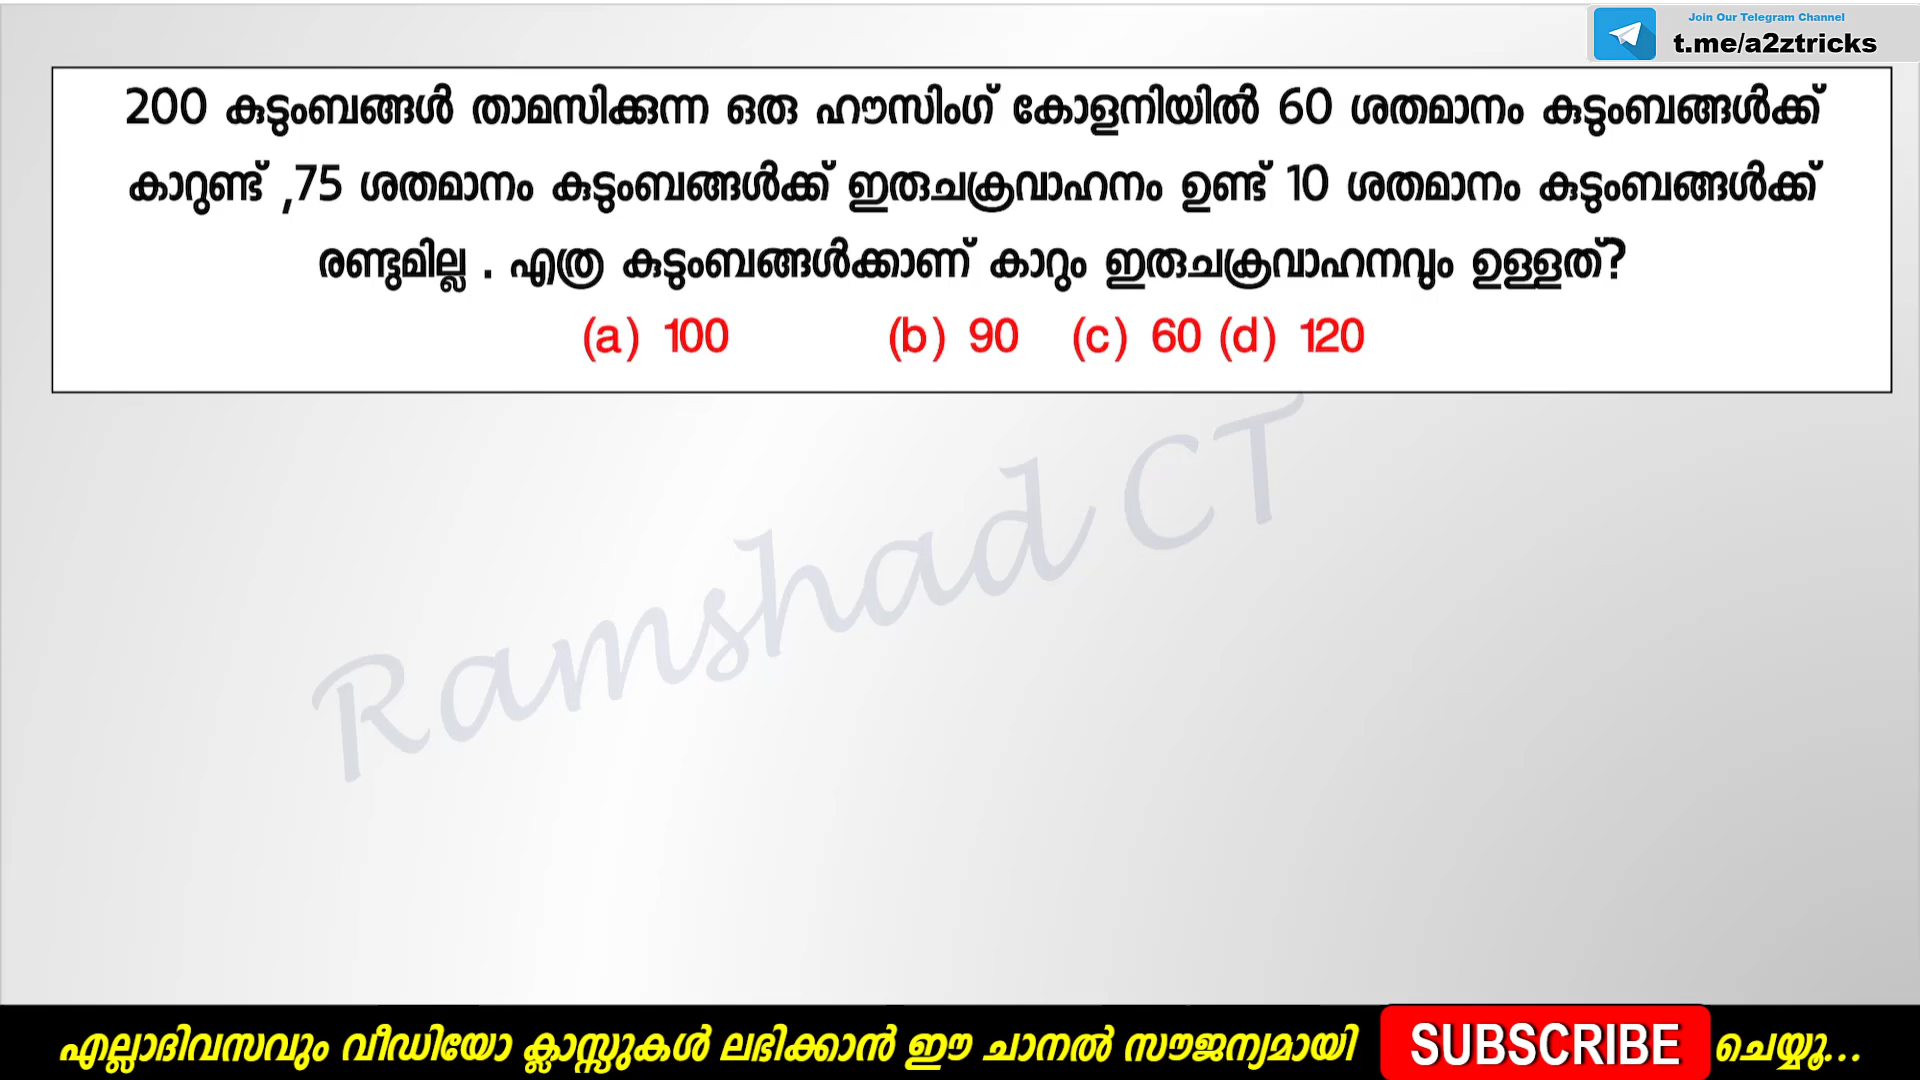 Join Our Telegram Channel
t.me/a2ztricks
200 കുടുംബങ്ങൾ താമസിക്കുന്ന ഒരു ഹൗസിംഗ് കോളനിയിൽ 60 ശതമാനം കുടുംബങ്ങൾക്ക്
കാറുണ്ട് ,75 ശതമാനം കുടുംബങ്ങൾക്ക് ഇരുചക്രവാഹനം ഉണ്ട് 10 ശതമാനം കുടുംബങ്ങൾക്ക്
രണ്ടുമില്ല . എത്ര കുടുംബങ്ങൾക്കാണ് കാറും ഇരുചക്രവാഹനവും ഉള്ളത്?
(a) 100 (b) 90 (c) 60 (d) 120
Ramshad CT
എല്ലാദിവസവും വീഡിയോ ക്ലാസ്സുകൾ ലഭിക്കാൻ ഈ ചാനൽ സൗജന്യമായി SUBSCRIBE ചെയ്യൂ...